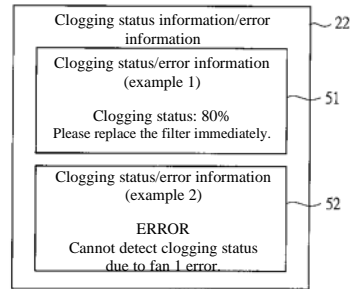 Clogging status information/error
information
22
Clogging status/error information
(example 1)
51
Clogging status: 80%
Please replace the filter immediately.
Clogging status/error information
(example 2)
52
ERROR
Cannot detect clogging status
due to fan 1 error.